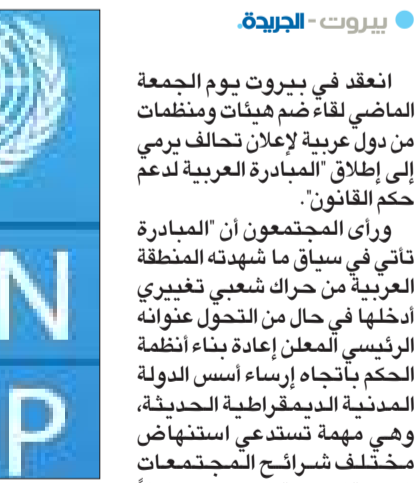 بيروت - الجريدة.
انعقد في بيروت يوم الجمعة
الماضي لقاء ضم هيئات ومنظمات
من دول عربية لإعلان تحالف يرمي
إلى إطلاق "المبادرة العربية لدعم
حكم القانون".
ورأى المجتمعون أن "المبادرة
تأتي في سياق ما شهدته المنطقة
العربية من حراك شعبي تغييري
أدخلها في حال من التحول عنوانه
الرئيسي المعلن إعادة بناء أنظمة
الحكم باتجاه إرساء أسس الدولة
المدنية الديمقراطية الحديثة،
وهي مهمة تستدعي استنهاض
مختلف شرائح المجتمعات
N
P